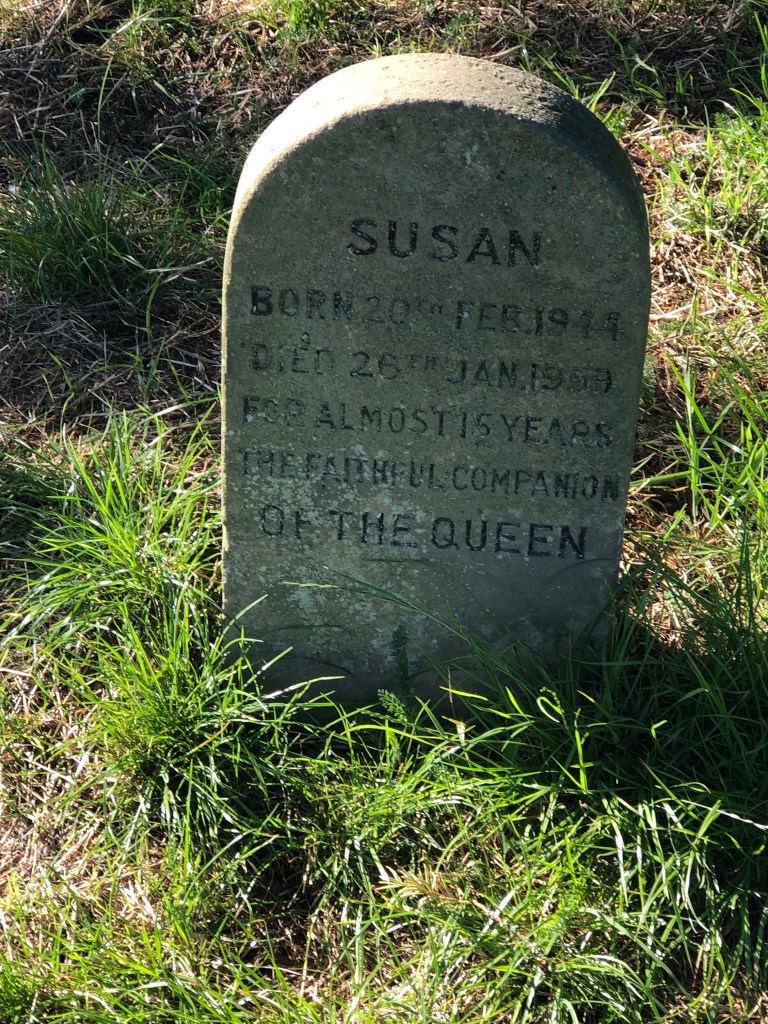 SUSAN
BORN 20TH FEB. 1944
DIED 26TH JAN. 1959
FOR ALMOST 15 YEARS
THE FAITHFUL COMPANION
OF THE QUEEN